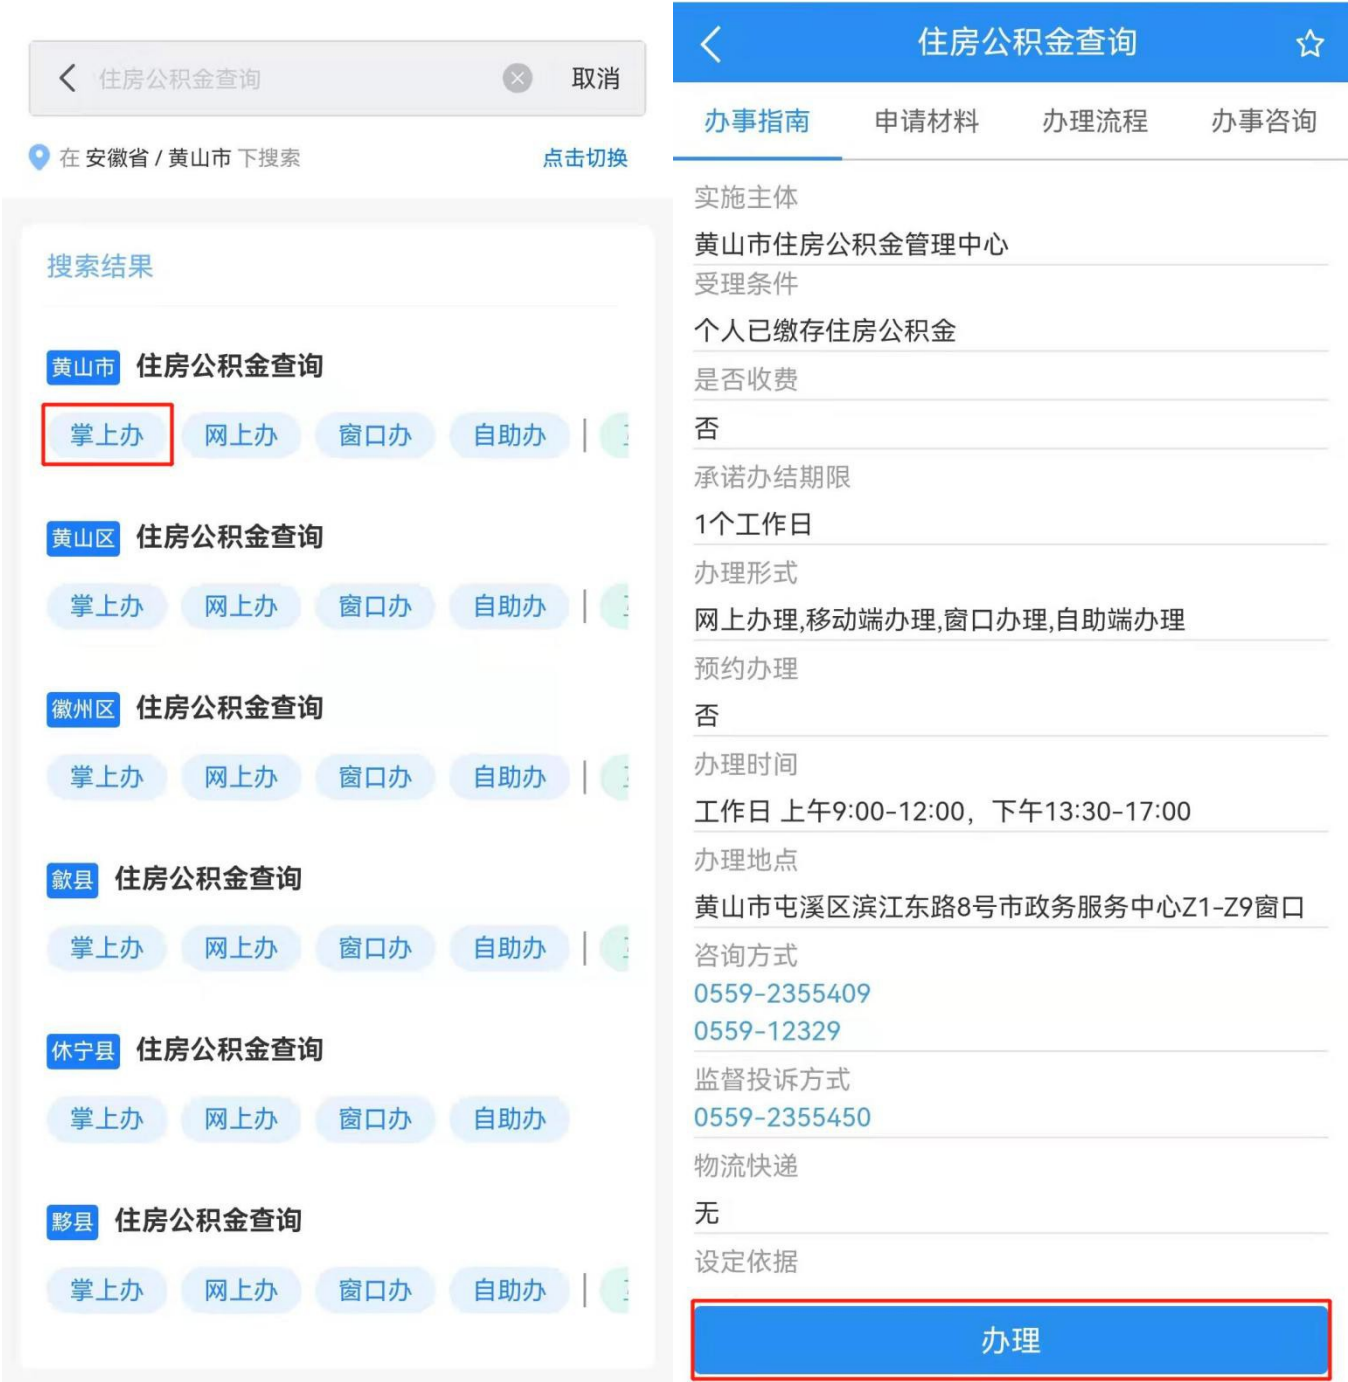 住房公积金查询
取消
在 安徽省 / 黄山市 下搜索
点击切换
搜索结果
黄山市 住房公积金查询
掌上办 网上办 窗口办 自助办
黄山区 住房公积金查询
掌上办 网上办 窗口办 自助办
徽州区 住房公积金查询
掌上办 网上办 窗口办 自助办
歙县 住房公积金查询
掌上办 网上办 窗口办 自助办
休宁县 住房公积金查询
掌上办 网上办 窗口办 自助办
黟县 住房公积金查询
掌上办 网上办 窗口办 自助办
住房公积金查询
办事指南 申请材料 办理流程 办事咨询
实施主体
黄山市住房公积金管理中心
受理条件
个人已缴存住房公积金
是否收费
否
承诺办结期限
1个工作日
办理形式
网上办理,移动端办理,窗口办理,自助端办理
预约办理
否
办理时间
工作日 上午9:00-12:00，下午13:30-17:00
办理地点
黄山市屯溪区滨江东路8号市政务服务中心Z1-Z9窗口
咨询方式
0559-2355409
0559-12329
监督投诉方式
0559-2355450
物流快递
无
设定依据
办理